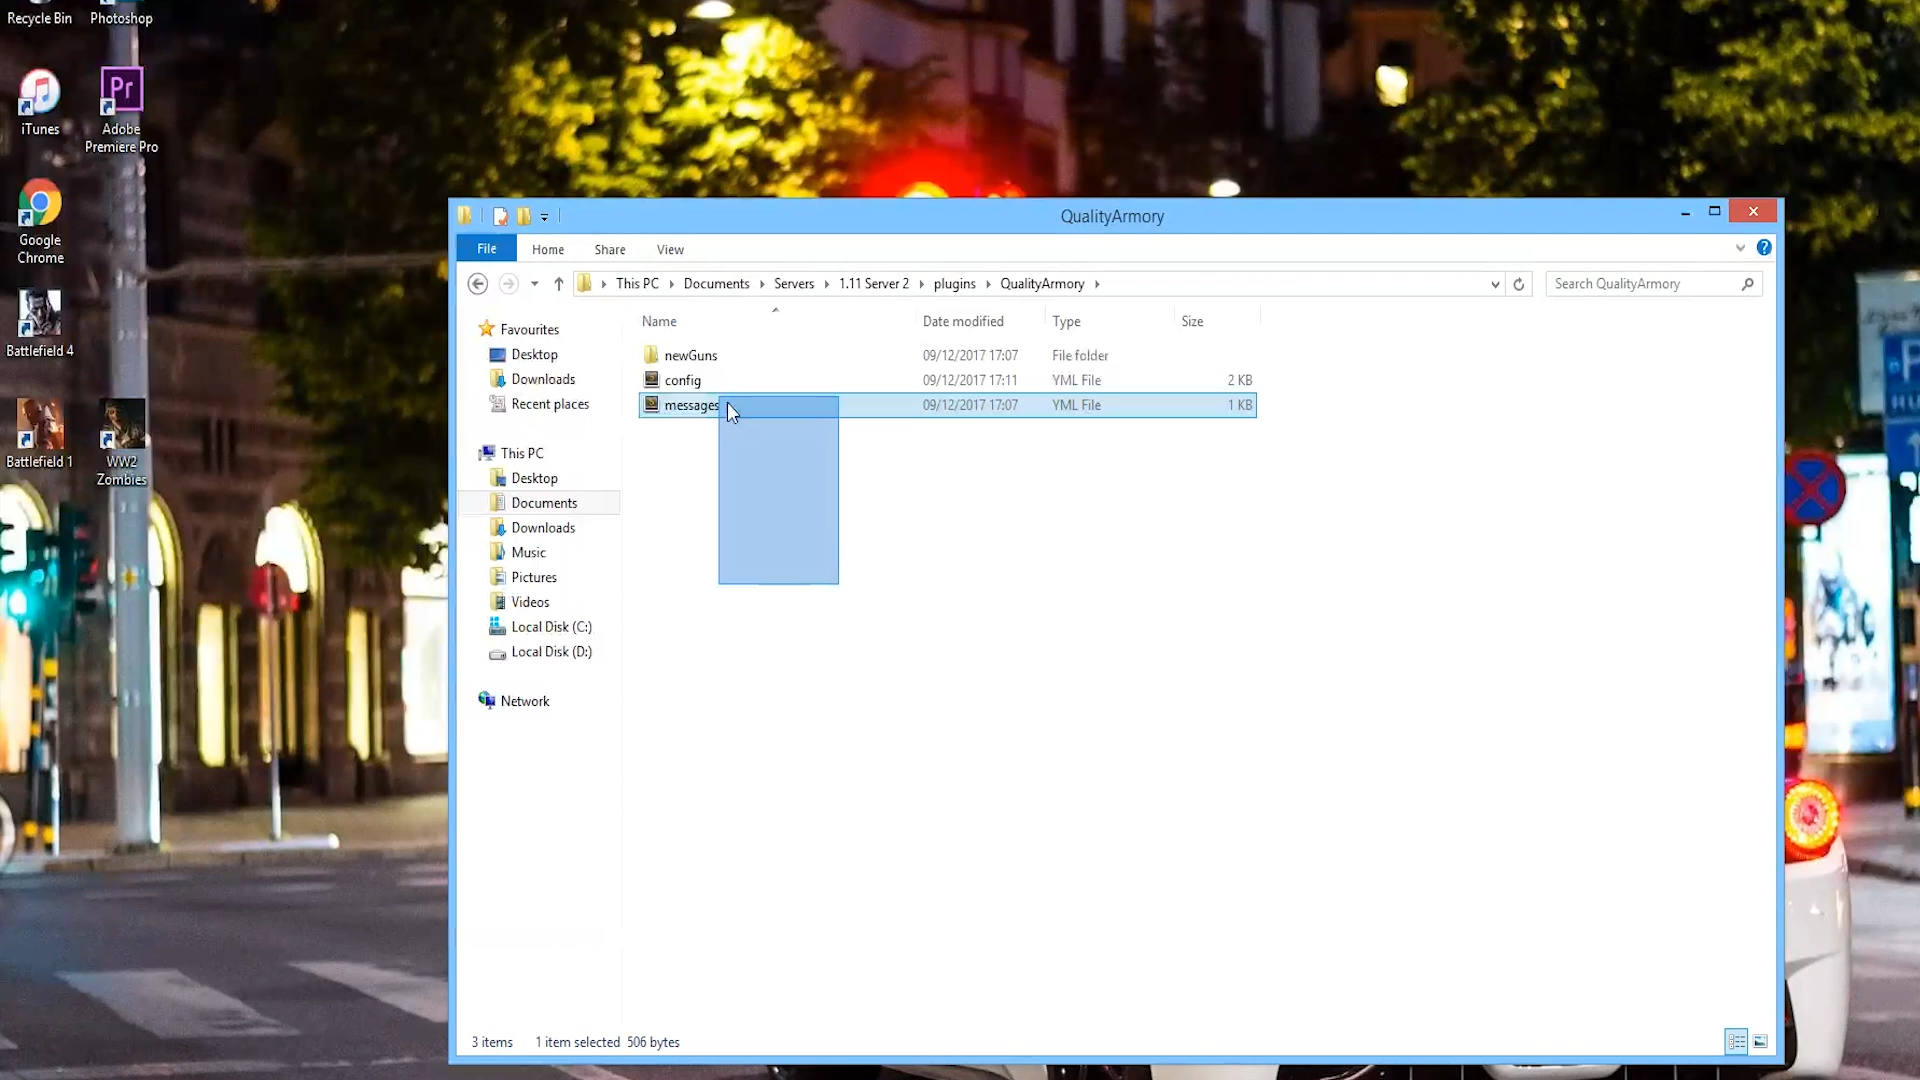 Recycle Bin
Photoshop
iTunes
Adobe
Premiere Pro
Google
Chrome
Battlefield 4
Battlefield 1
WW2
Zombies
QualityArmory
File
Home
Share
View
This PC
Documents
Servers
1.11 Server 2
plugins
QualityArmory
Search QualityArmory
Favourites
Desktop
Downloads
Recent places
This PC
Desktop
Documents
Downloads
Music
Pictures
Videos
Local Disk (C:)
Local Disk (D:)
Network
Name Date modified Type Size
newGuns 09/12/2017 17:07 File folder
config 09/12/2017 17:11 YML File 2 KB
messages 09/12/2017 17:07 YML File 1 KB
3 items 1 item selected 506 bytes